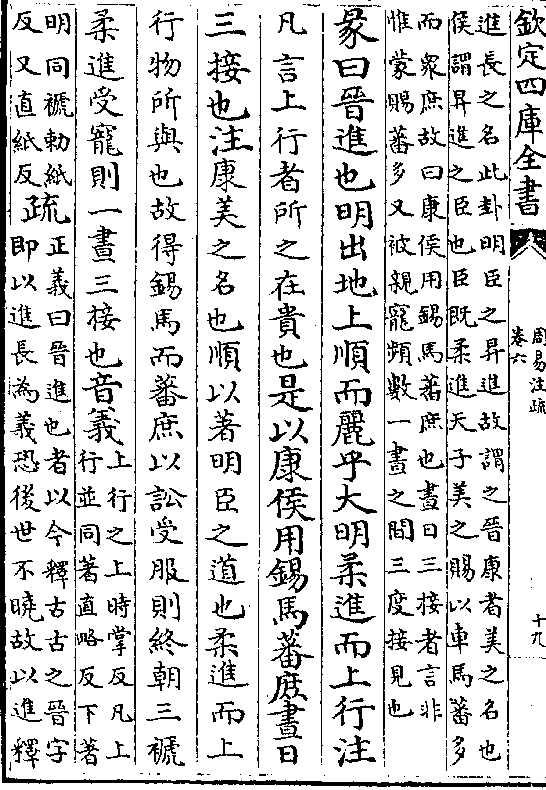 欽定四庫全書
周易注疏
卷六
十九
進長之名此卦明臣之昇進故謂之晉康者美之名也
侯謂昇進之臣也臣既柔進天子美之賜以車馬蕃多
而衆庶故曰康侯用錫馬蕃庶也晝日三接者言非
惟蒙賜蕃多又被親寵頻數一晝之間三度接見也
彖曰晉進也明出地上順而麗乎大明柔進而上行注
凡言上行者所之在貴也是以康侯用錫馬蕃庶晝日
三接也注康美之名也順以著明臣之道也柔進而上
行物所與也故得錫馬而蕃庶以訟受服則終朝三褫
柔進受寵則一晝三接也音義上行之上時掌反凡上
行並同著直略反下著
明同褫勅紙
反又直紙反疏正義曰晉進也者以今釋古古之晉字
即以進長為義恐後世不曉故以進釋